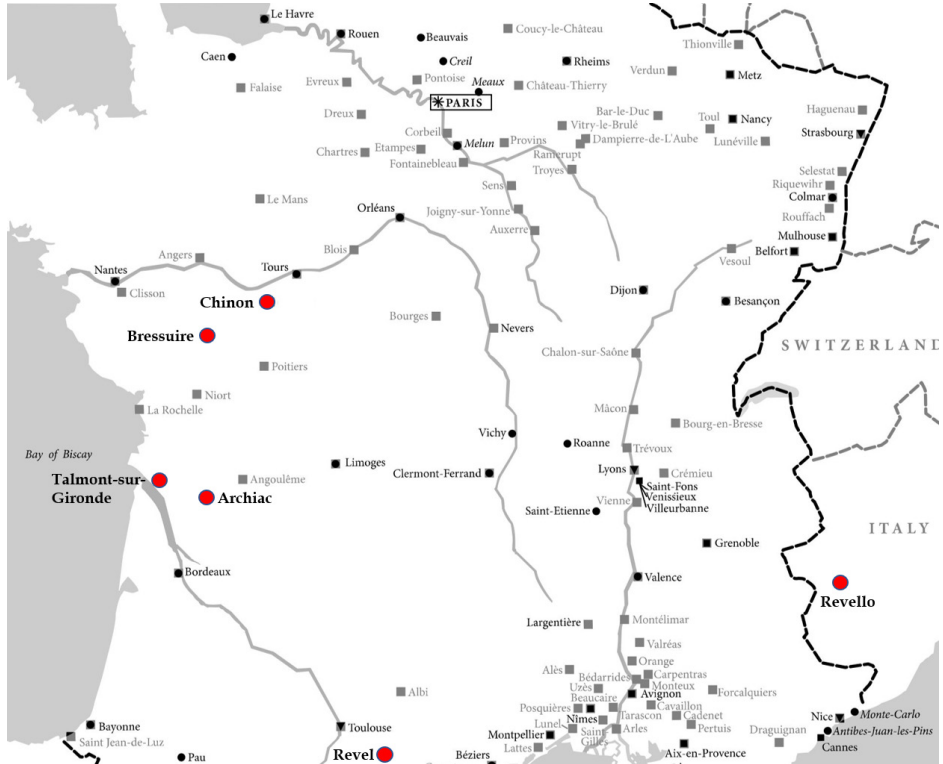 Le Havre
Rouen
Beauvais
Coucy-le-Château
Thionville
Caen
Creil
Rheims
Verdun
Metz
Falaise
Evreux
Pontoise
Meaux
Château-Thierry
PARIS
Dreux
Bar-le-Duc
Toul
Nancy
Haguenau
Corbeil
Vitry-le-Brulé
Strasbourg
Chartres
Etampes
Melun
Provins
Dampierre-de-L'Aube
Lunéville
Fontainebleau
Ramerupt
Troyes
Selestat
Riquewihr
Sens
Colmar
Le Mans
Orléans
Joigny-sur-Yonne
Rouffach
Auxerre
Mulhouse
Blois
Belfort
Vesoul
Angers
Nantes
Tours
Clisson
Dijon
Besançon
Chinon
Bressuire
Bourges
Nevers
SWITZERLAND
Chalon-sur-Saône
Poitiers
Niort
La Rochelle
Mâcon
Bourg-en-Bresse
Vichy
Roanne
Trévoux
Bay of Biscay
Limoges
Clermont-Ferrand
Lyons
Crémieu
Talmont-sur-
Gironde
Angoulême
Archiac
Saint-Fons
Venissieux
Villeurbanne
Vienne
Saint-Etienne
ITALY
Grenoble
Bordeaux
Valence
Revello
Largentière
Montélimar
Valréas
Orange
Alès
Bédarrides
Carpentras
Monteux
Uzès
Albi
Beaucaire
Avignon
Forcalquiers
Posquières
Cavaillon
Nîmes
Tarascon
Cadenet
Bayonne
Toulouse
Lunel
Saint-
Gilles
Arles
Pertuis
Draguignan
Nice
Monte-Carlo
Antibes-Juan-les-Pins
Cannes
Saint Jean-de-Luz
Montpellier
Lattes
Pau
Revel
Béziers
Aix-en-Provence